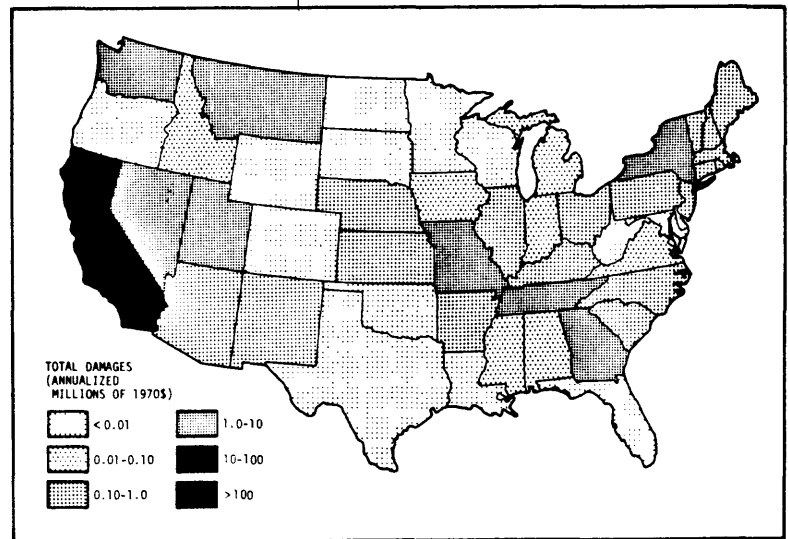 TOTAL DAMAGES
(ANNUALIZED
MILLIONS OF 1970$)
<0.01
0.01-0.10
0.10-1.0
1.0-10
10-100
>100